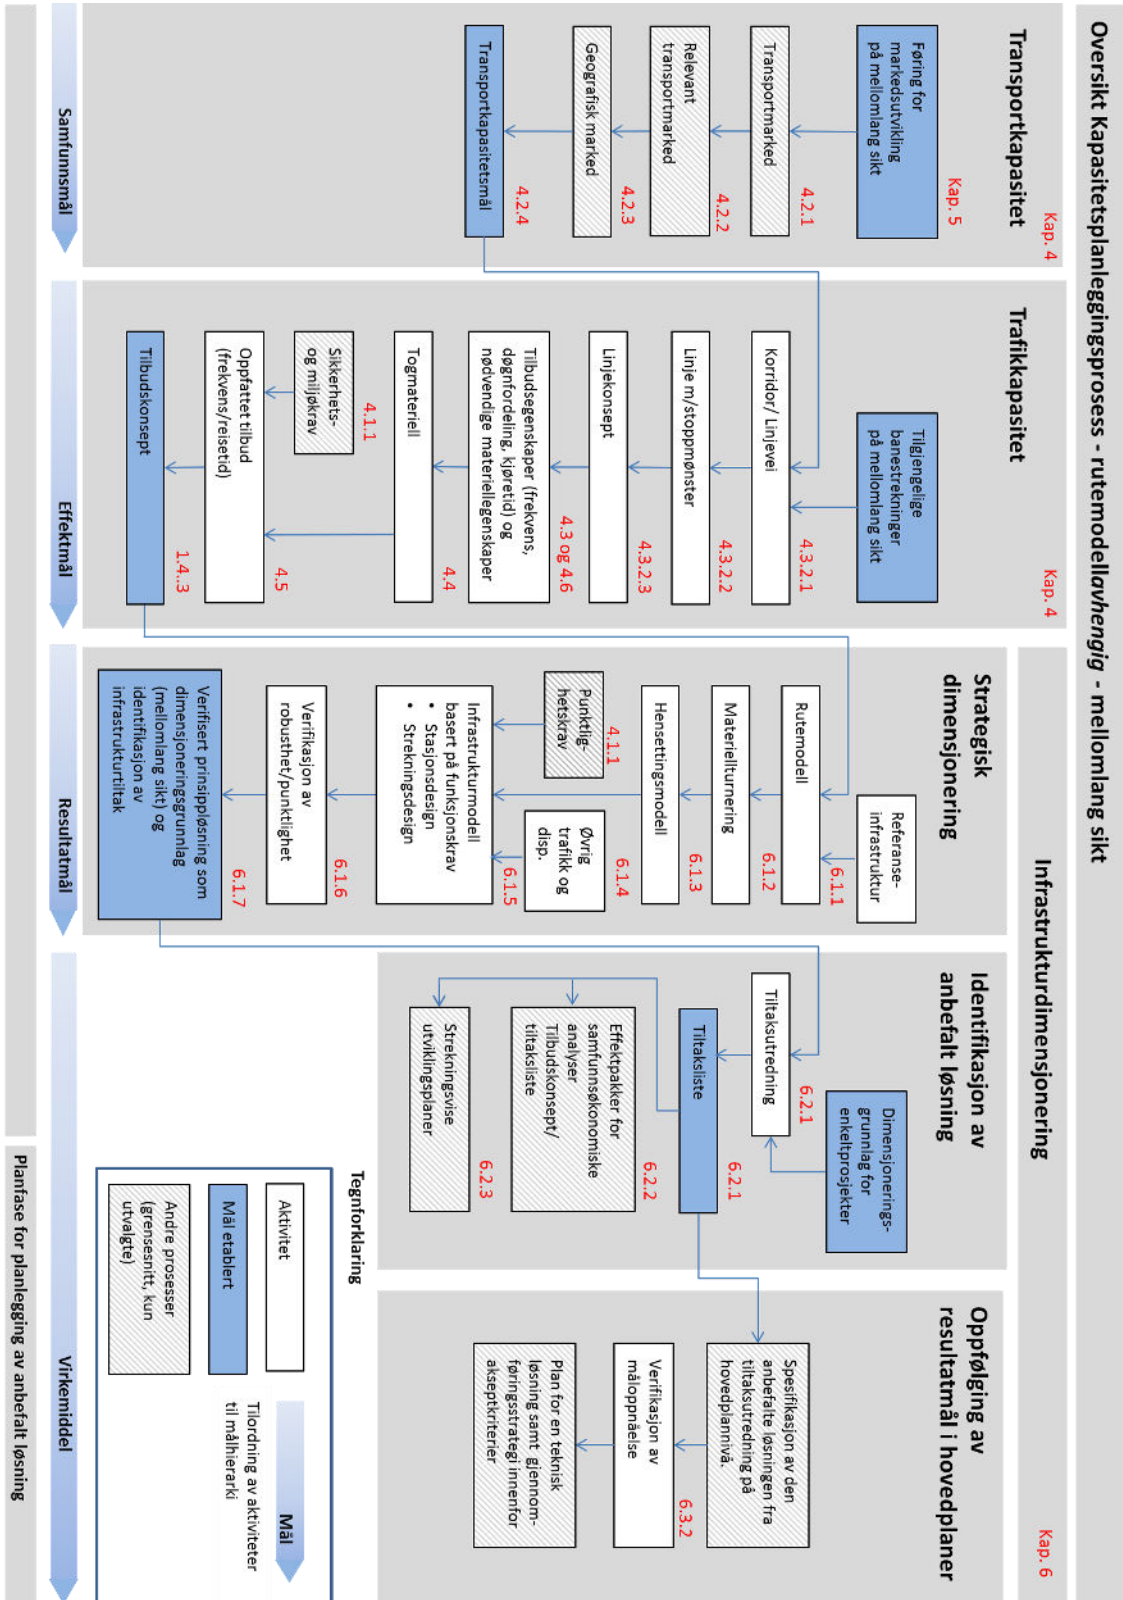 Oversikt Kapasitetsplanleggingsprosess - rutemodellavhengig - mellomlang sikt
Transportkapasitet
Kap. 4
Føring for
markedsutvikling
på mellomlang sikt
Kap. 5
Transportmarked
4.2.1
Relevant
transportmarked
4.2.2
Geografisk marked
4.2.3
Transportkapasitetsmål
4.2.4
Samfunnsmål
Trafikkapasitet
Kap. 4
Tilgjengelige
banestrekninger
på mellomlang sikt
Korridor/ Linjevei
4.3.2.1
Linje m/stoppmønster
4.3.2.2
Linjekonsept
4.3.2.3
Tilbudsegenskaper (frekvens,
døgnfordeling, kjøretid) og
nødvendige materiellegenskaper
4.3 og 4.6
Togmateriell
4.4
Sikkerhets-
og miljøkrav
4.1.1
Oppfattet tilbud
(frekvens/reisetid)
4.5
Tilbudskonsept
1.4..3
Effektmål
Infrastrukturdimensjonering
Kap. 6
Strategisk
dimensjonering
Referanse-
infrastruktur
Rutemodell
6.1.1
Materiellturnering
6.1.2
Hensettingsmodell
6.1.3
Punktlig-
hetskrav
4.1.1
Øvrig
trafikk og
disp.
6.1.4
Infrastrukturmodell
basert på funksjonskrav
• Stasjonsdesign
• Strekningsdesign
6.1.5
Verifikasjon av
robusthet/punktlighet
6.1.6
Verifisert prinsippløsning som
dimensjoneringsgrunnlag
(mellomlang sikt) og
identifikasjon av
infrastrukturtiltak
6.1.7
Resultatmål
Identifikasjon av
anbefalt løsning
Dimensjonerings-
grunnlag for
enkeltprosjekter
Tiltaksutredning
6.2.1
Tiltaksliste
6.2.1
Effektpakker for
samfunnsøkonomiske
analyser
Tilbudskonsept/
tiltaksliste
6.2.2
Strekningsvise
utviklingsplaner
6.2.3
Oppfølging av
resultatmål i hovedplaner
Spesifikasjon av den
anbefalte løsningen fra
tiltaksutredning på
hovedplannivå.
Verifikasjon av
måloppnåelse
6.3.2
Plan for en teknisk
løsning samt gjennom-
føringsstrategi innenfor
akseptkriterier
Tegnforklaring
Aktivitet
Mål etablert
Andre prosesser
(grensesnitt, kun
utvalgte)
Mål
Tilordning av aktiviteter
til målhierarki
Virkemiddel
Planfase for planlegging av anbefalt løsning